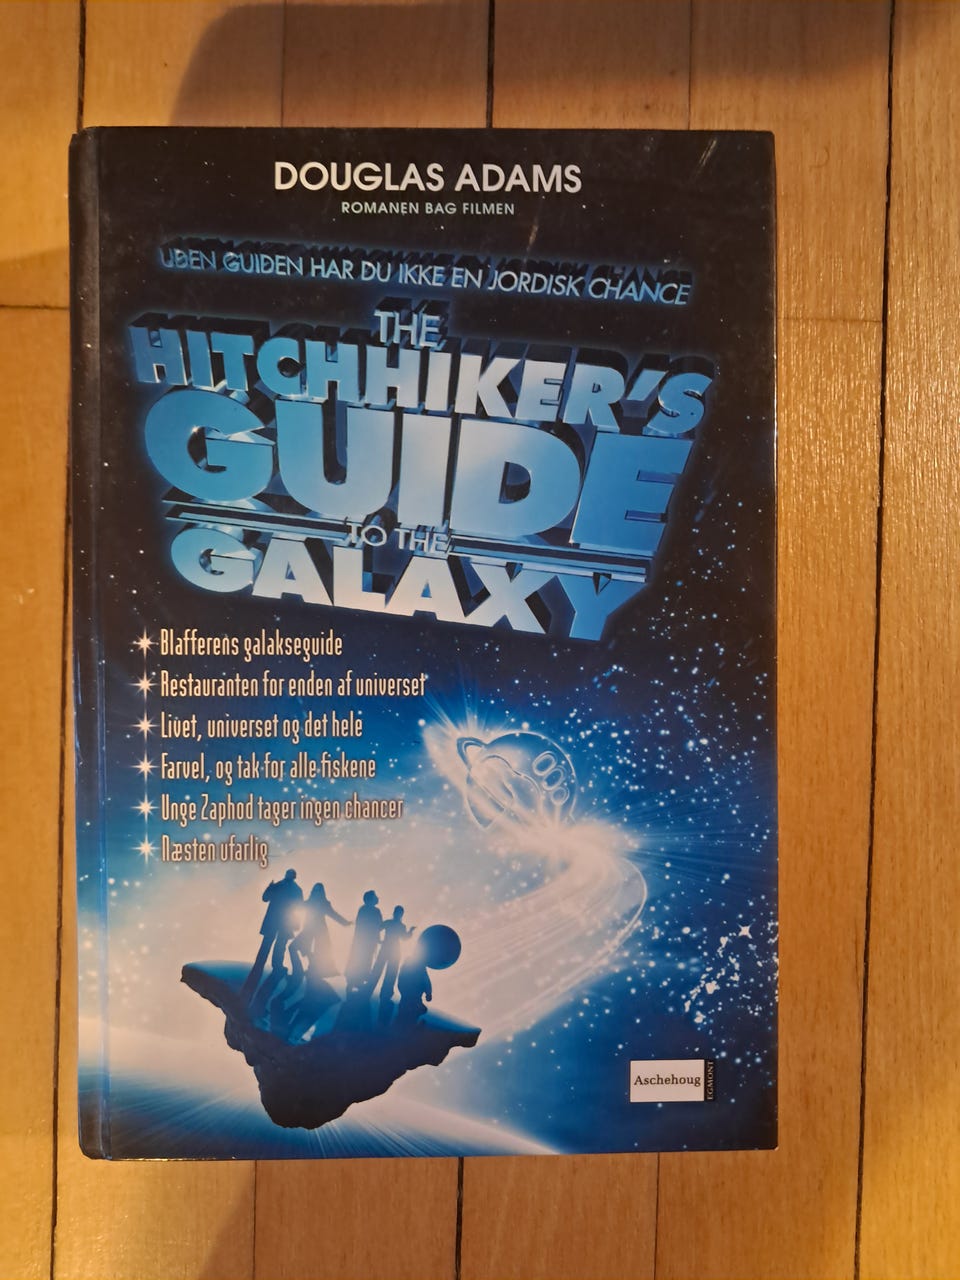 DOUGLAS ADAMS
ROMANEN BAG FILMEN
UDEN GUIDEN HAR DU IKKE EN JORDISK CHANCE
THE
HITCHHIKER'S
GUIDE
TO THE
GALAXY
Blafferens galakseguide
Restauranten for enden af universet
Livet, universet og det hele
Farvel, og tak for alle fiskene
Unge Zaphod tager ingen chancer
Næsten ufarlig
Aschehoug
EGMONT